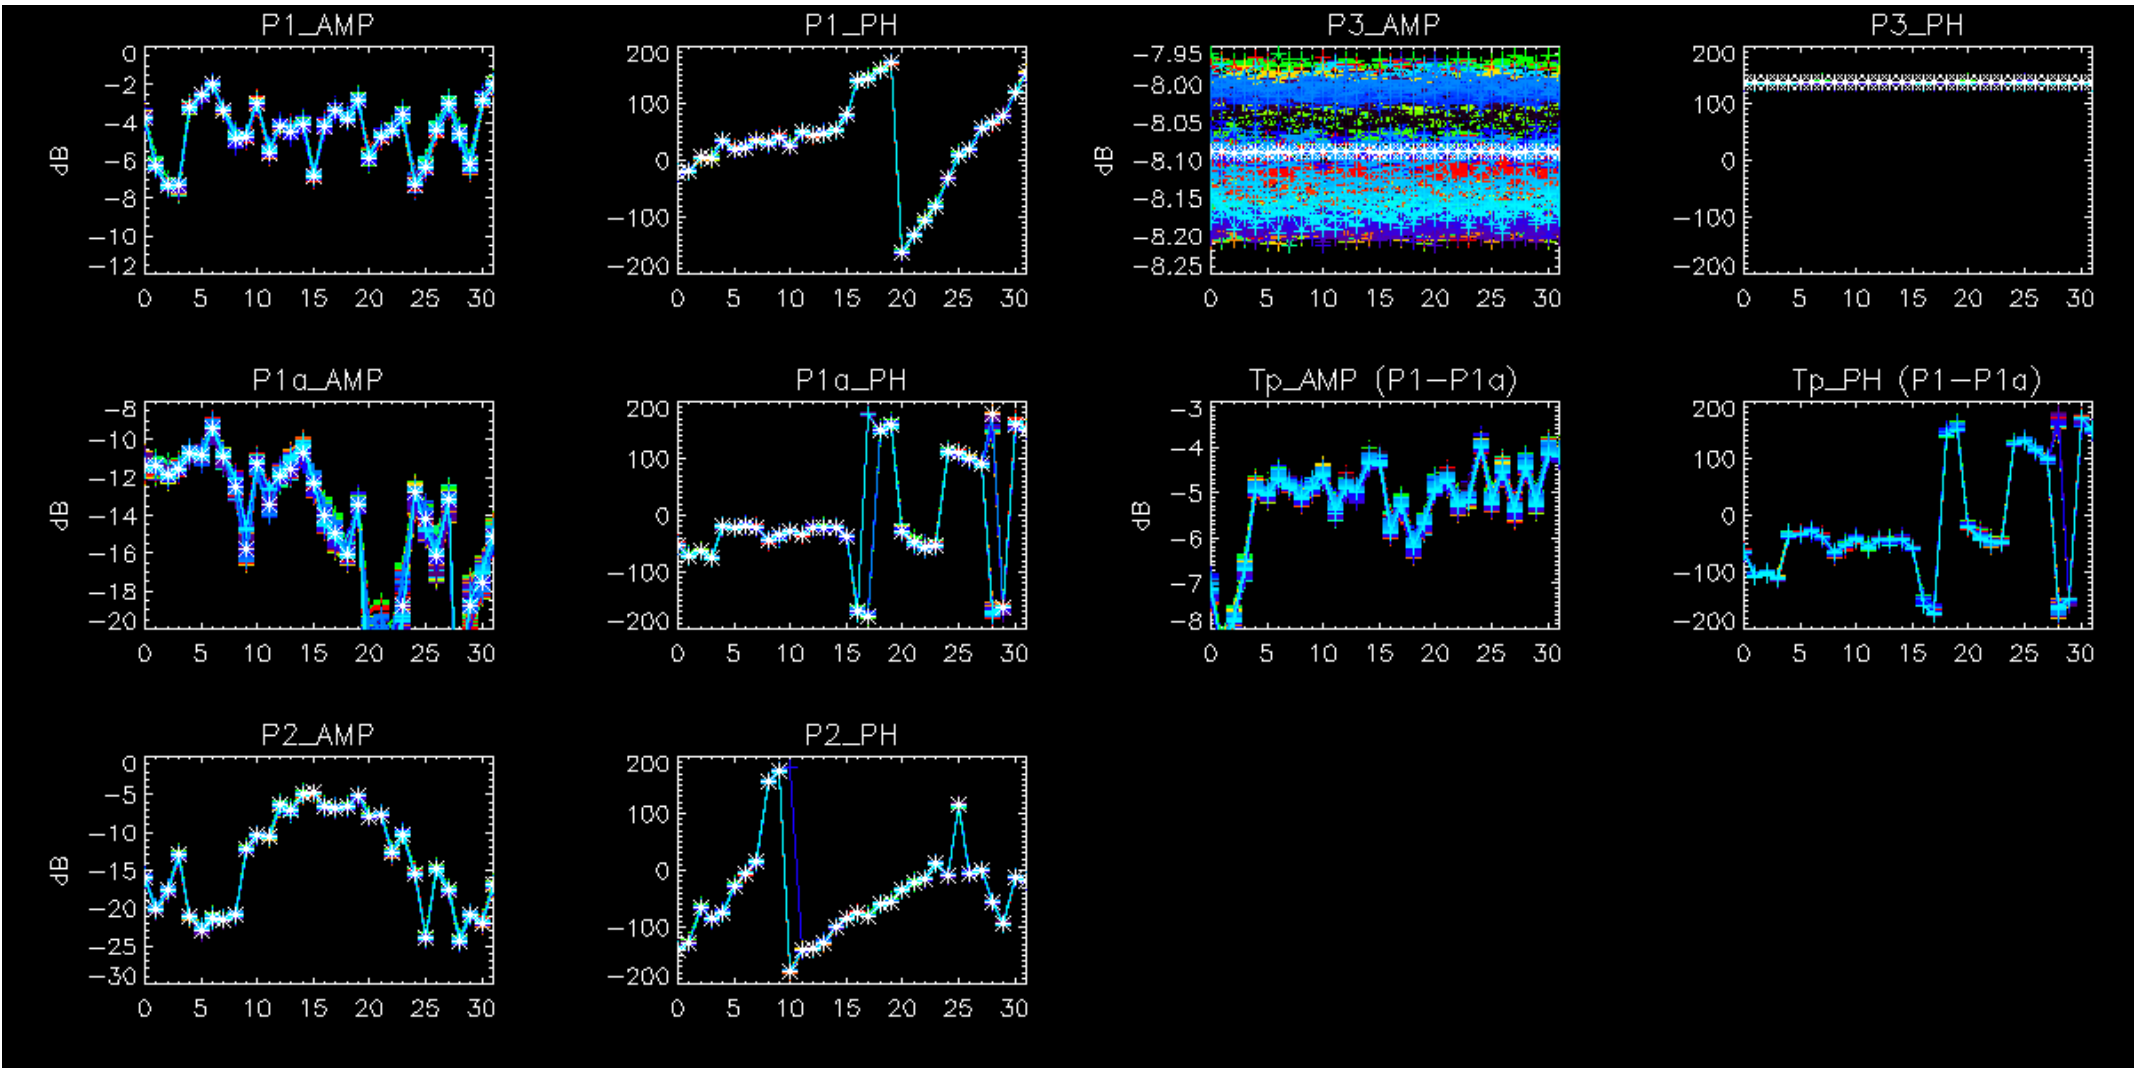 P1_AMP
0
−2
−4
−6
−8
−10
−12
dB
0 5 10 15 20 25 30
P1_PH
200
100
0
−100
−200
0 5 10 15 20 25 30
P3_AMP
−7.95
−8.00
−8.05
−8.10
−8.15
−8.20
−8.25
dB
0 5 10 15 20 25 30
P3_PH
200
100
0
−100
−200
0 5 10 15 20 25 30
P1a_AMP
−8
−10
−12
−14
−16
−18
−20
dB
0 5 10 15 20 25 30
P1a_PH
200
100
0
−100
−200
0 5 10 15 20 25 30
Tp_AMP (P1−P1a)
−3
−4
−5
−6
−7
−8
dB
0 5 10 15 20 25 30
Tp_PH (P1−P1a)
200
100
0
−100
−200
0 5 10 15 20 25 30
P2_AMP
0
−5
−10
−15
−20
−25
−30
dB
0 5 10 15 20 25 30
P2_PH
200
100
0
−100
−200
0 5 10 15 20 25 30